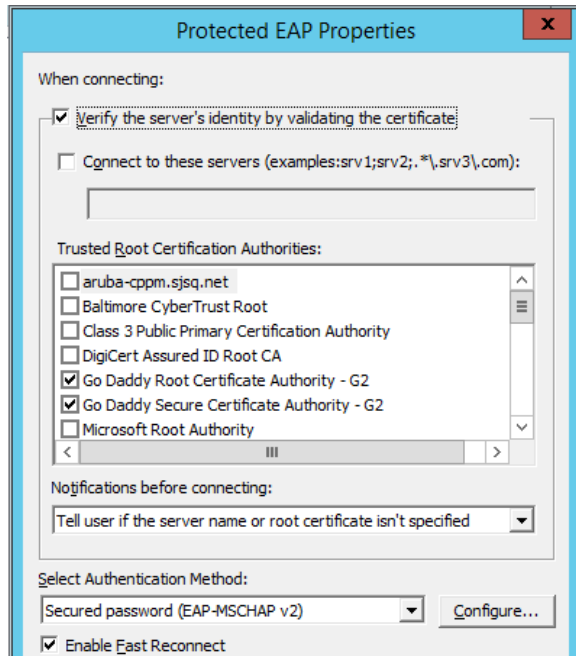 Protected EAP Properties
x
When connecting:
Verify the server's identity by validating the certificate
Connect to these servers (examples:srv1;srv2;.*\.srv3\.com):
Trusted Root Certification Authorities:
aruba-cppm.sjsq.net
Baltimore CyberTrust Root
Class 3 Public Primary Certification Authority
DigiCert Assured ID Root CA
Go Daddy Root Certificate Authority - G2
Go Daddy Secure Certificate Authority - G2
Microsoft Root Authority
Notifications before connecting:
Tell user if the server name or root certificate isn't specified
Select Authentication Method:
Secured password (EAP-MSCHAP v2) Configure...
Enable Fast Reconnect